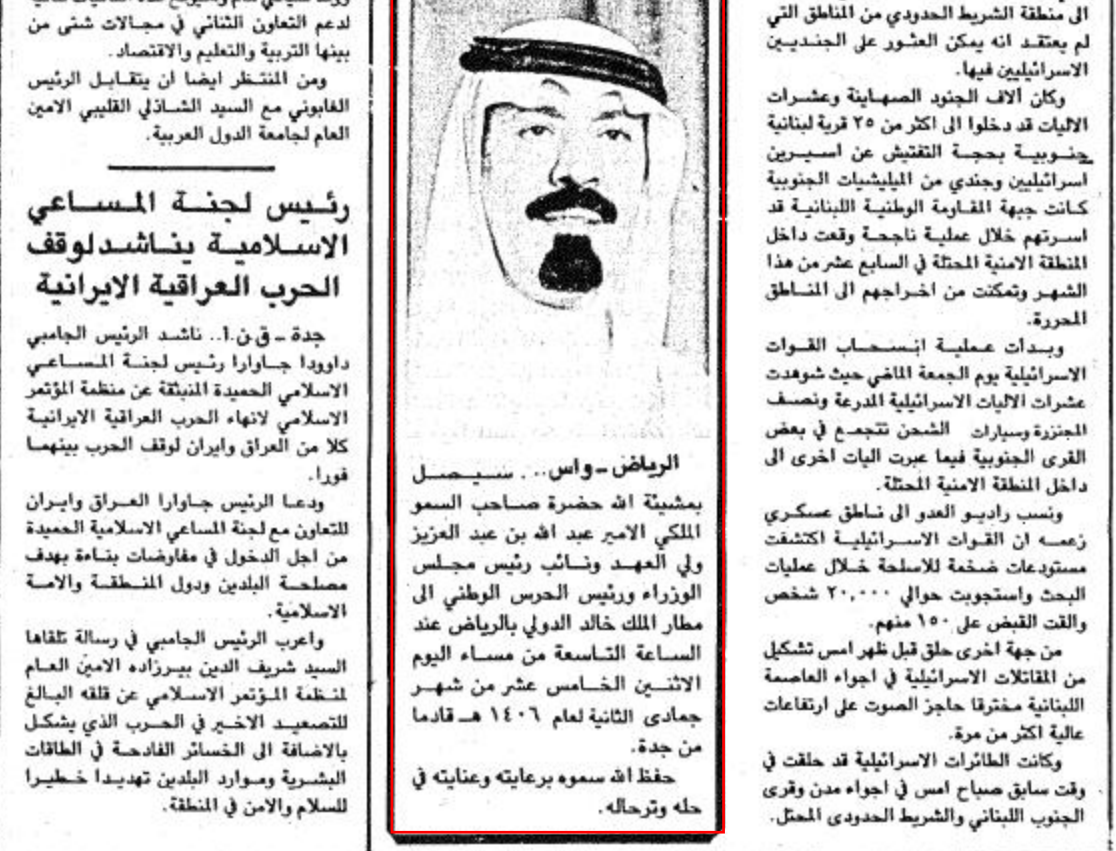 الى منطقة الشريط الحدودي من المناطق التي
لم يعتقد انه يمكن العثور على الجنديين
الاسرائيليين فيها.
وكان آلاف الجنود الصهاينة وعشرات
الاليات قد دخلوا الى اكثر من ٢٥ قرية لبنانية
جنوبية بحجة التفتيش عن اسيرين
اسرائيليين وجندي من الميليشيات الجنوبية
كانت جبهة المقاومة الوطنية اللبنانية قد
اسرتهم خلال عملية ناجحة وقعت داخل
المنطقة الامنية المحتلة في السابع عشر من هذا
الشهر وتمكنت من اخراجهم الى المناطق
المحررة.
وبدأت عملية انسحاب القوات
الاسرائيلية يوم الجمعة الماضي حيث شوهدت
عشرات الاليات الاسرائيلية المدرعة ونصف
المجنزرة وسيارات الشحن تتجمع في بعض
القرى الجنوبية فيما عبرت اليات اخرى الى
داخل المنطقة الامنية المحتلة.
ونسب راديو العدو الى ناطق عسكري
زعمه ان القوات الاسرائيلية اكتشفت
مستودعات ضخمة للاسلحة خلال عمليات
البحث واستجوبت حوالي ٢٠,٠٠٠ شخص
والقت القبض على ١٥٠ منهم.
من جهة اخرى حلق قبل ظهر امس تشكيل
من المقاتلات الاسرائيلية في اجواء العاصمة
اللبنانية مخترقا حاجز الصوت على ارتفاعات
عالية اكثر من مرة.
وكانت الطائرات الاسرائيلية قد حلقت في
وقت سابق صباح امس في اجواء مدن وقرى
الجنوب اللبناني والشريط الحدودى المحتل.
الرياض - واس .. سيصل
بمشيئة الله حضرة صاحب السمو
الملكي الامير عبد الله بن عبد العزيز
ولي العهد ونائب رئيس مجلس
الوزراء ورئيس الحرس الوطني الى
مطار الملك خالد الدولي بالرياض عند
الساعة التاسعة من مساء اليوم
الاثنين الخامس عشر من شهر
جمادى الثانية لعام ١٤٠٦ هـ قادما
من جدة.
حفظ الله سموه برعايته وعنايته في
حله وترحاله.
لدعم التعاون الثنائي في مجالات شتى من
بينها التربية والتعليم والاقتصاد.
ومن المنتظر ايضا ان يتقابل الرئيس
الغابوني مع السيد الشاذلي القليبي الامين
العام لجامعة الدول العربية.
رئيس لجنة المساعي
الاسلامية يناشد لوقف
الحرب العراقية الايرانية
جدة - ق.ن.ا.. ناشد الرئيس الجامبي
داوودا جاوارا رئيس لجنة المساعي
الاسلامي الحميدة المنبثقة عن منظمة المؤتمر
الاسلامي لانهاء الحرب العراقية الايرانية
كلا من العراق وايران لوقف الحرب بينهما
فورا.
ودعا الرئيس جاوارا العراق وايران
للتعاون مع لجنة المساعي الاسلامية الحميدة
من اجل الدخول في مفاوضات بناءة بهدف
مصلحة البلدين ودول المنطقة والامة
الاسلامية.
واعرب الرئيس الجامبي في رسالة تلقاها
السيد شريف الدين بيرزاده الامين العام
لمنظمة المؤتمر الاسلامي عن قلقه البالغ
للتصعيد الاخير في الحرب الذي يشكل
بالاضافة الى الخسائر الفادحة في الطاقات
البشرية وموارد البلدين تهديدا خطيرا
للسلام والامن في المنطقة.